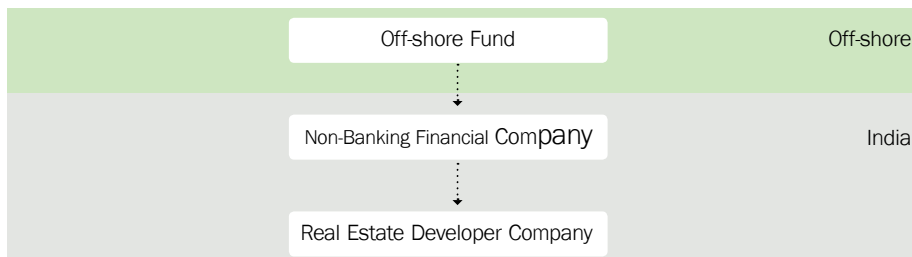 Off-shore Fund Off-shore
Non-Banking Financial Company India
Real Estate Developer Company